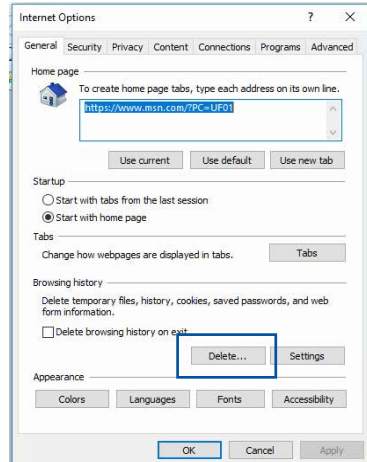 Internet Options ? X
General Security Privacy Content Connections Programs Advanced
Home page
To create home page tabs, type each address on its own line.
https://www.msn.com/?PC=UF01
Use current Use default Use new tab
Startup
Start with tabs from the last session
Start with home page
Tabs
Change how webpages are displayed in tabs. Tabs
Browsing history
Delete temporary files, history, cookies, saved passwords, and web
form information.
Delete browsing history on exit
Delete... Settings
Appearance
Colors Languages Fonts Accessibility
OK Cancel Apply